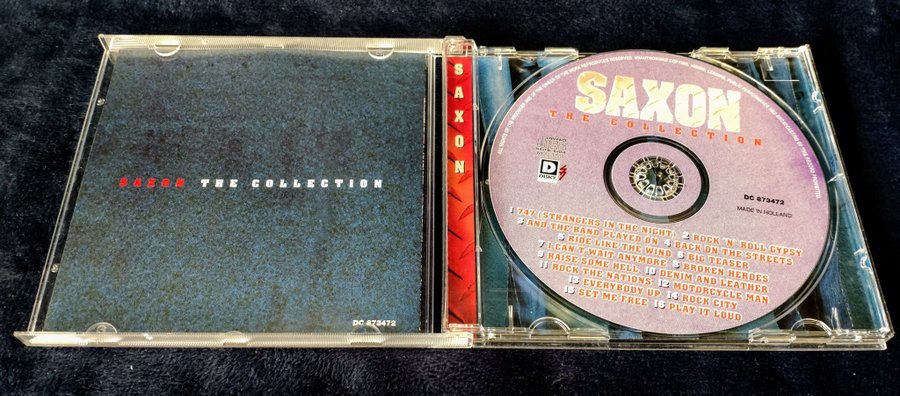 SAXON THE COLLECTION
DC 873472
SAXON
SAXON
THE COLLECTION
DISKY
DC 873472
MADE IN HOLLAND
1 747 (STRANGERS IN THE NIGHT) 2 ROCK 'N' ROLL GYPSY
3 AND THE BAND PLAYED ON 4 BACK ON THE STREETS
5 RIDE LIKE THE WIND 6 BIG TEASER
7 I CAN'T WAIT ANYMORE 8 BROKEN HEROES
9 RAISE SOME HELL 10 DENIM AND LEATHER
11 ROCK THE NATIONS 12 MOTORCYCLE MAN
13 EVERYBODY UP 14 ROCK CITY
15 SET ME FREE 16 PLAY IT LOUD